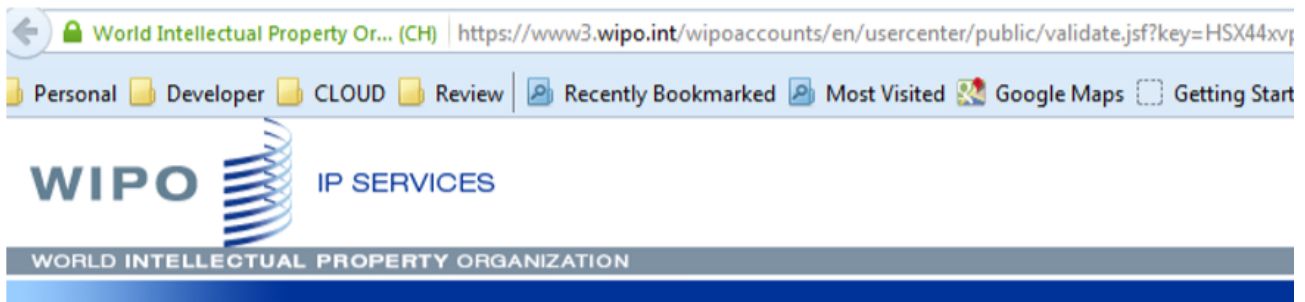 World Intellectual Property Or... (CH) https://www3.wipo.int/wipoaccounts/en/usercenter/public/validate.jsf?key=HSX44xvp
Personal Developer CLOUD Review Recently Bookmarked Most Visited Google Maps Getting Start
WIPO IP SERVICES
WORLD INTELLECTUAL PROPERTY ORGANIZATION